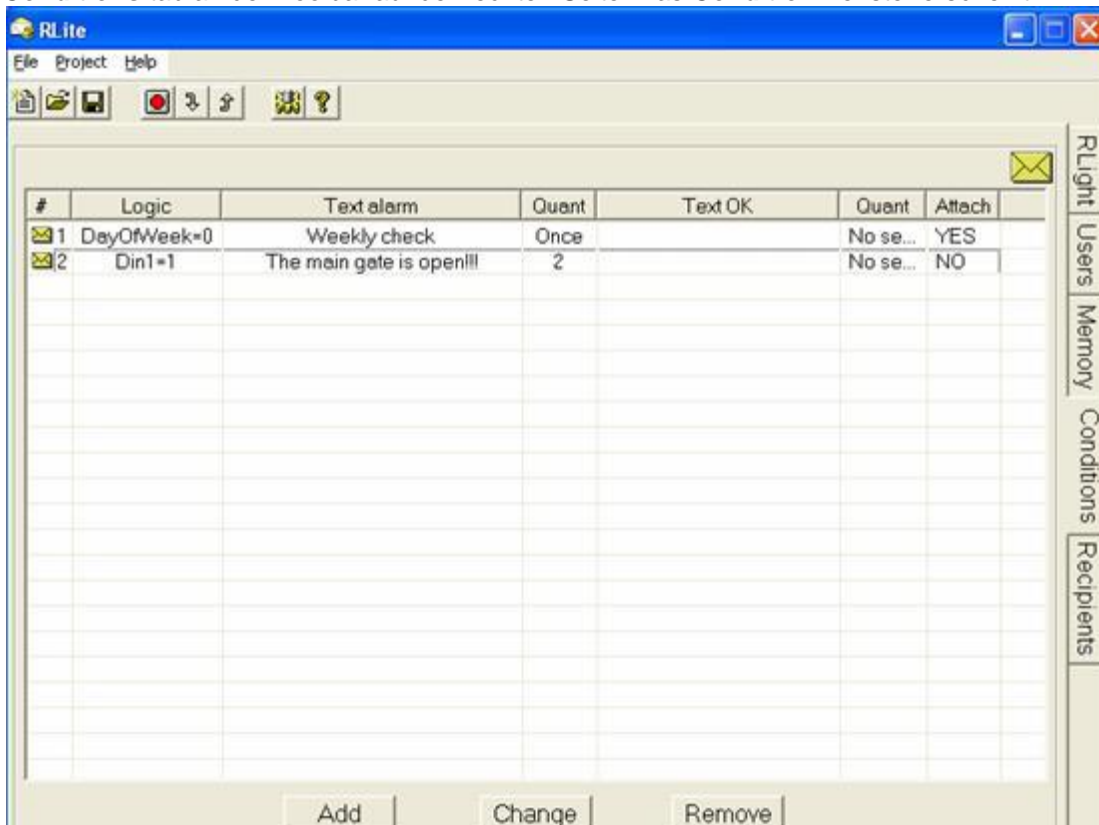 RLite
File Project Help
# Logic Text alarm Quant Text OK Quant Attach
1 DayOfWeek=0 Weekly check Once No se... YES
2 Din1=1 The main gate is open!!! 2 No se... NO
RLight
Users
Memory
Conditions
Recipients
Add Change Remove